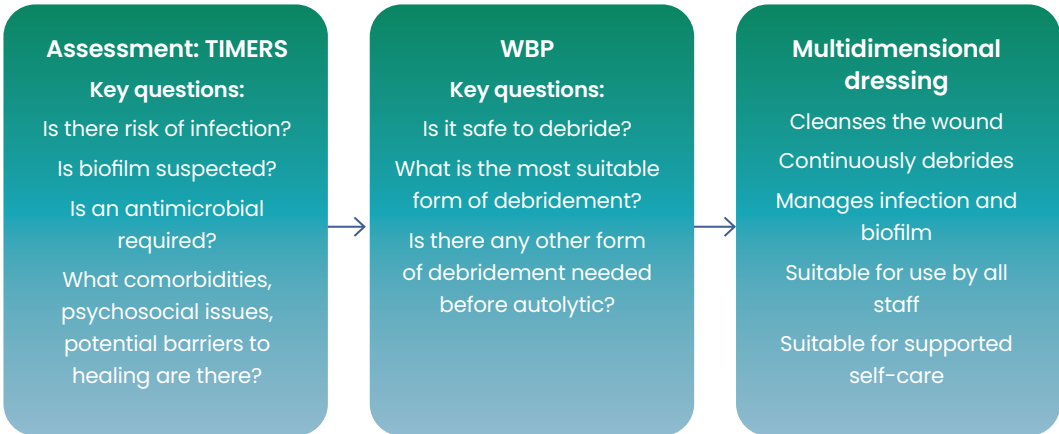 Assessment: TIMERS
Key questions:
Is there risk of infection?
Is biofilm suspected?
Is an antimicrobial
required?
What comorbidities,
psychosocial issues,
potential barriers to
healing are there?
WBP
Key questions:
Is it safe to debride?
What is the most suitable
form of debridement?
Is there any other form
of debridement needed
before autolytic?
Multidimensional
dressing
Cleanses the wound
Continuously debrides
Manages infection and
biofilm
Suitable for use by all
staff
Suitable for supported
self-care